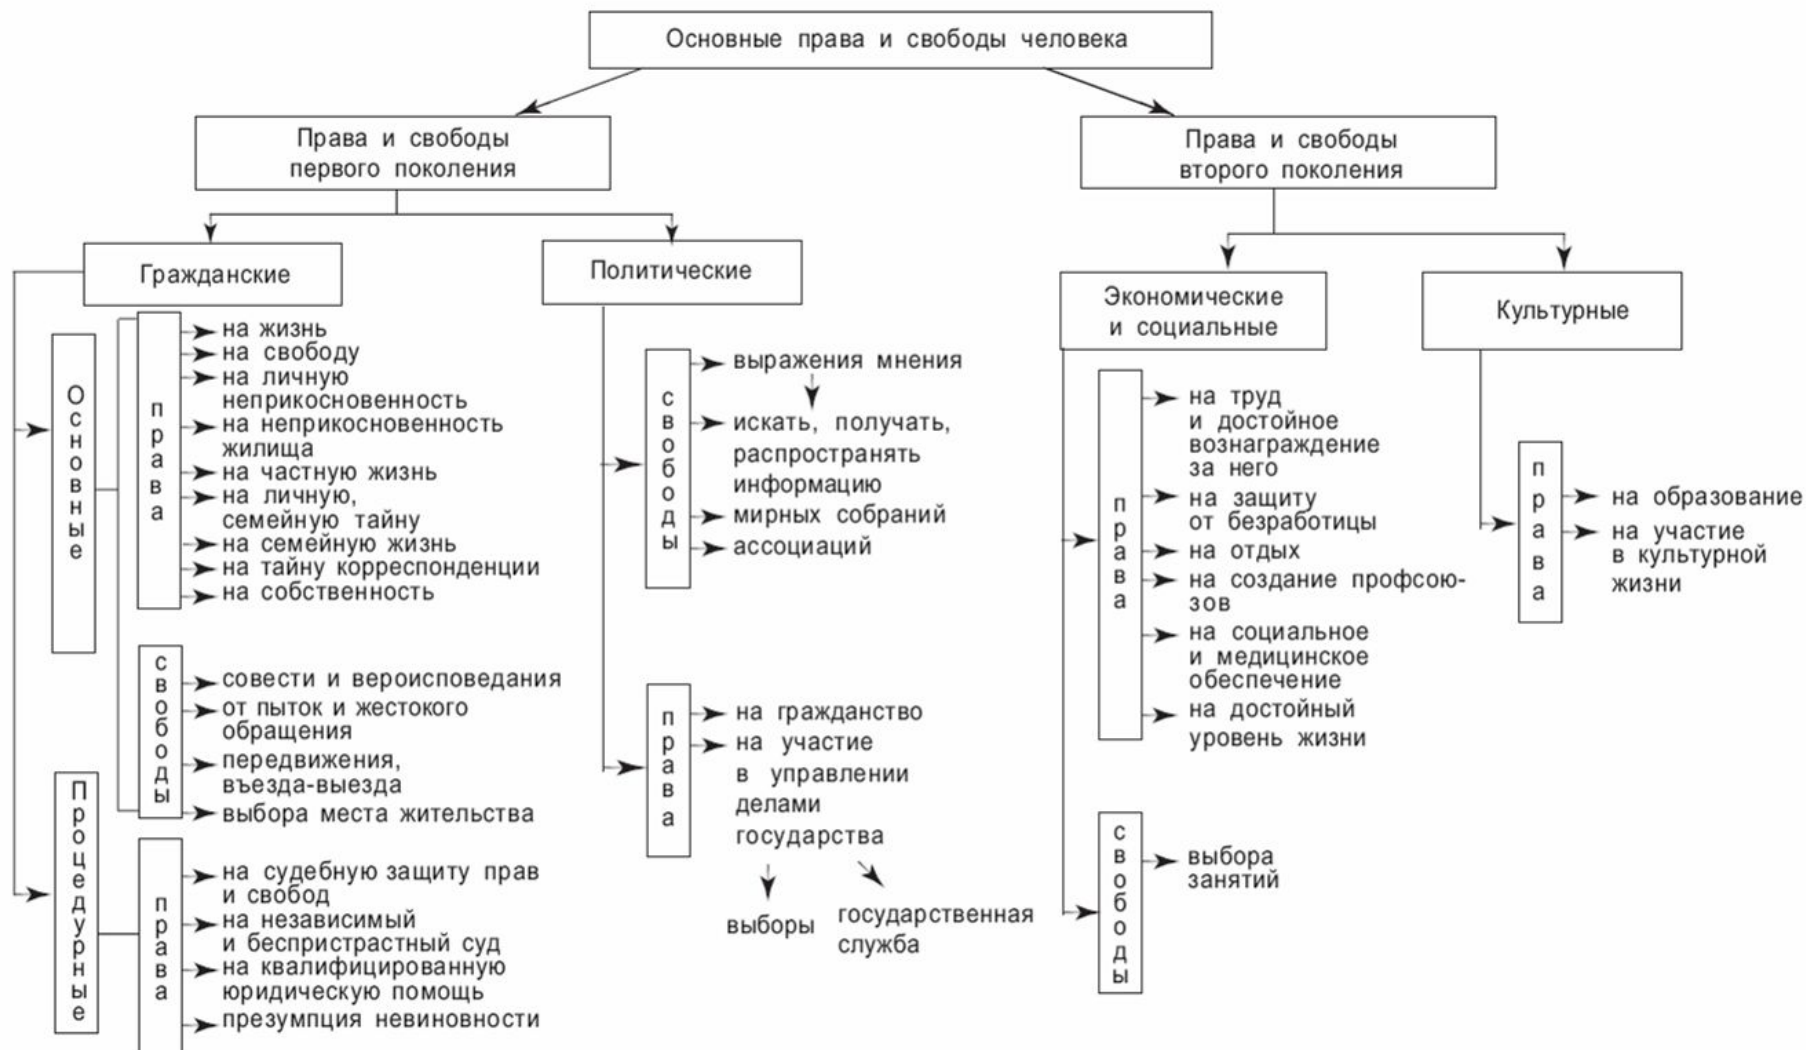 Основные права и свободы человека
Права и свободы
первого поколения
Права и свободы
второго поколения
Гражданские
Политические
Экономические
и социальные
Культурные
Основные
права
на жизнь
на свободу
на личную
неприкосновенность
на неприкосновенность
жилища
на частную жизнь
на личную,
семейную тайну
на семейную жизнь
на тайну корреспонденции
на собственность
свободы
совести и вероисповедания
от пыток и жестокого
обращения
передвижения,
въезда-выезда
выбора места жительства
Процедурные
права
на судебную защиту прав
и свобод
на независимый
и беспристрастный суд
на квалифицированную
юридическую помощь
презумпция невиновности
свободы
выражения мнения
искать, получать,
распространять
информацию
мирных собраний
ассоциаций
права
на гражданство
на участие
в управлении
делами
государства
выборы
государственная
служба
права
на труд
и достойное
вознаграждение
за него
на защиту
от безработицы
на отдых
на создание профсою-
зов
на социальное
и медицинское
обеспечение
на достойный
уровень жизни
свободы
выбора
занятий
права
на образование
на участие
в культурной
жизни